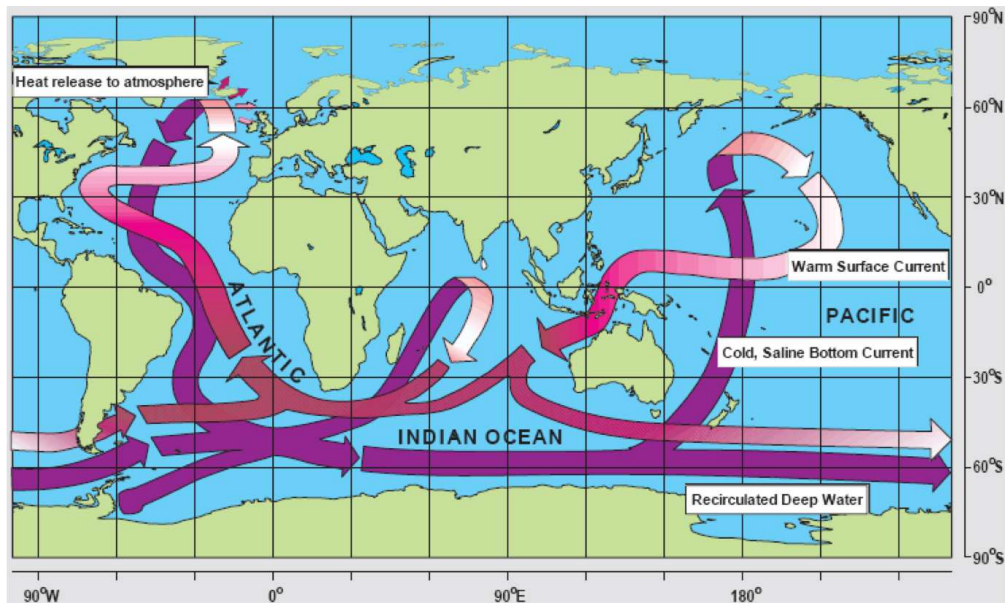 90°N
Heat release to atmosphere
60°N
30°N
Warm Surface Current
0°
ATLANTIC
PACIFIC
Cold, Saline Bottom Current
30°S
INDIAN OCEAN
60°S
Recirculated Deep Water
90°S
90°W 0° 90°E 180°